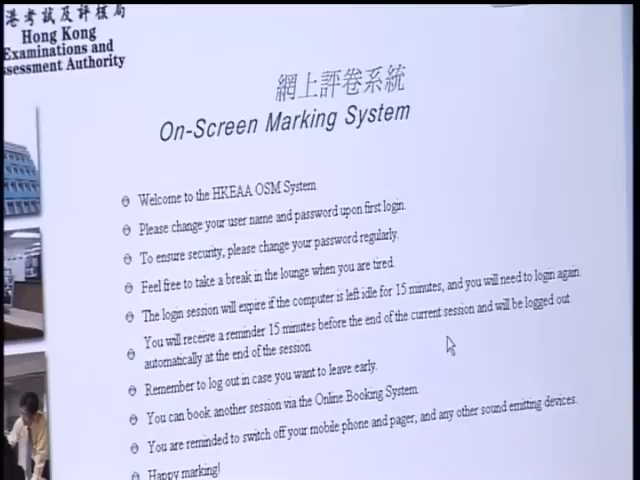 港考試及評核局
Hong Kong
Examinations and
ssessment Authority
網上評卷系統
On-Screen Marking System
Welcome to the HKEAA OSM System
Please change your user name and password upon first login.
To ensure security, please change your password regularly.
Feel free to take a break in the lounge when you are tired.
The login session will expire if the computer is left idle for 15 minutes, and you will need to login again.
You will receive a reminder 15 minutes before the end of the current session and will be logged out
automatically at the end of the session.
Remember to log out in case you want to leave early.
You can book another session via the Online Booking System.
You are reminded to switch off your mobile phone and pager, and any other sound emitting devices.
Happy marking!